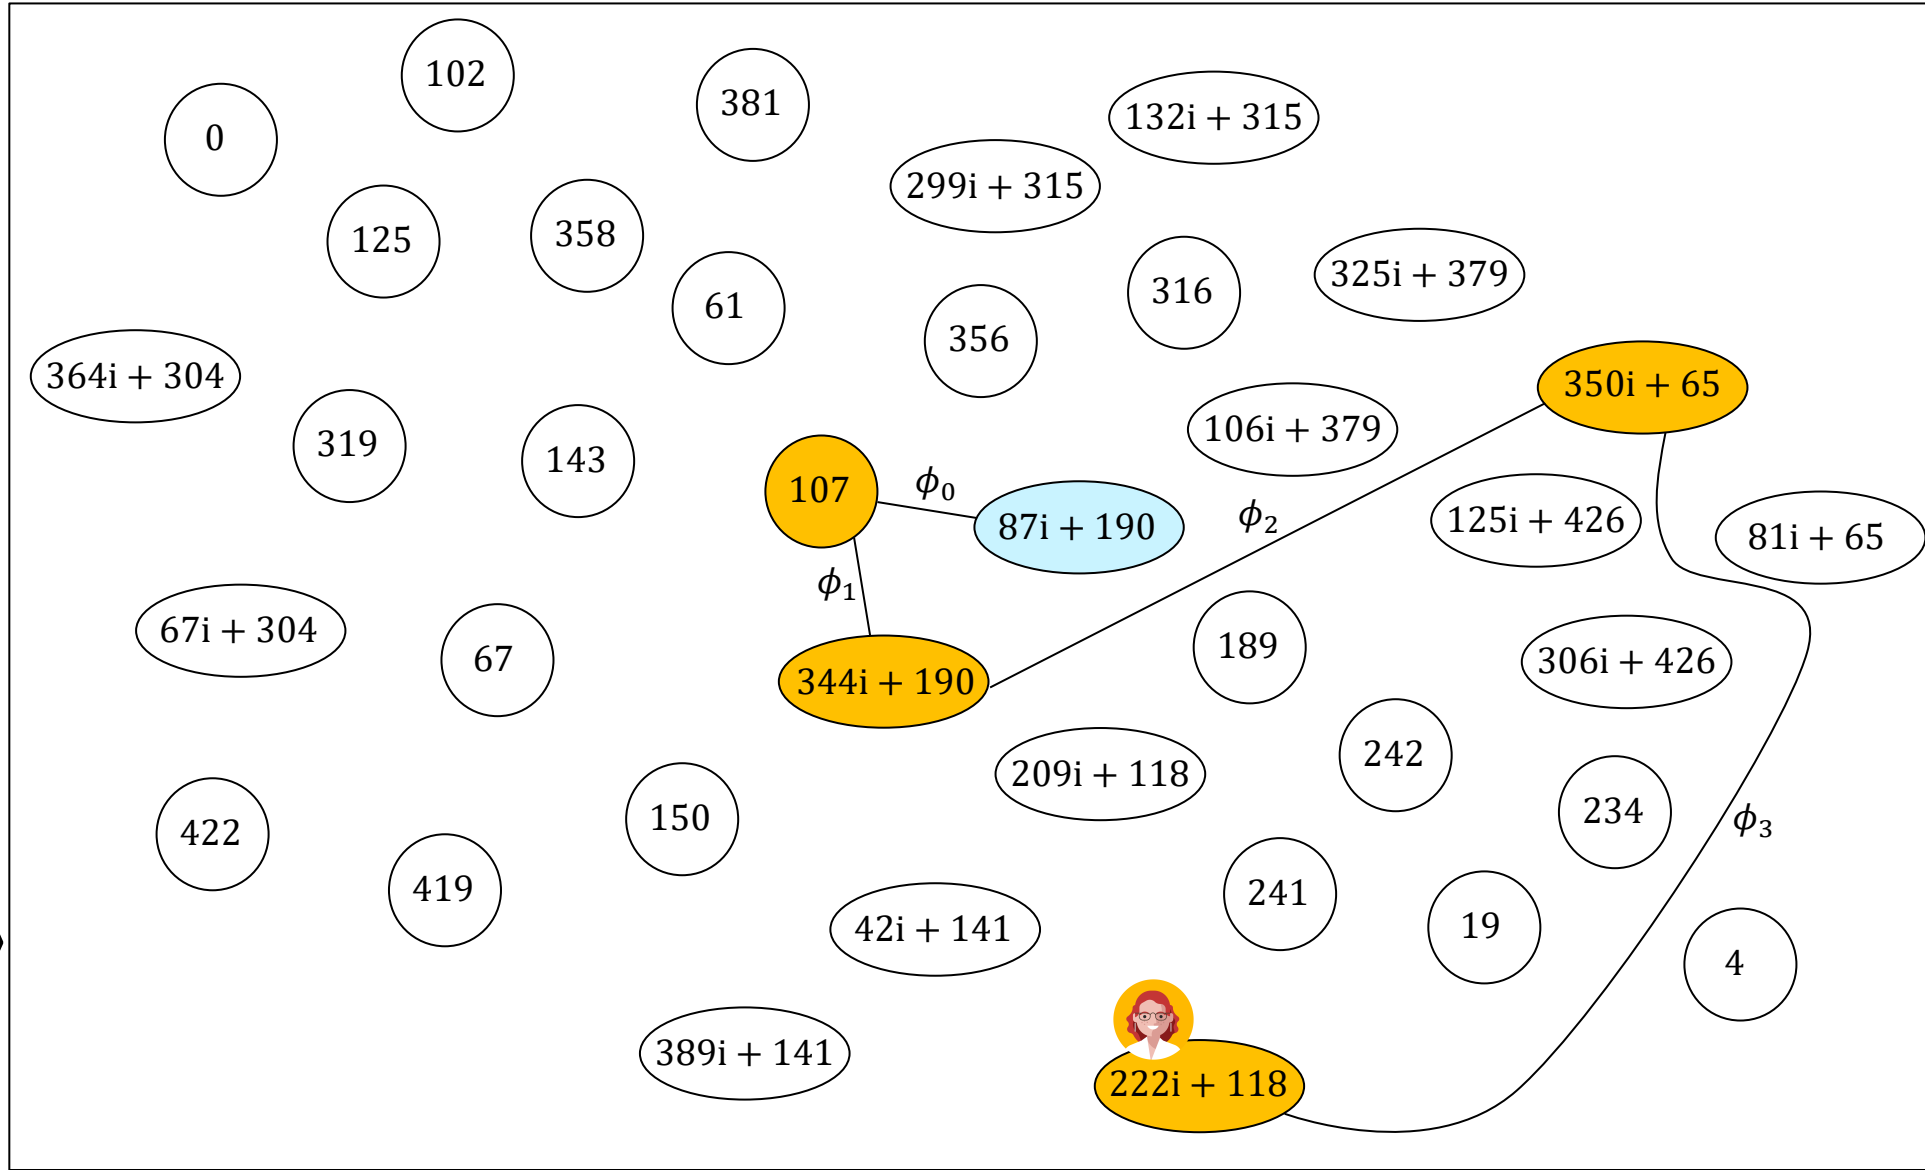 102
381
132i + 315
0
299i + 315
125
358
61
316
325i + 379
356
364i + 304
350i + 65
319
143
106i + 379
107
ϕ₀
87i + 190
ϕ₂
125i + 426
81i + 65
ϕ₁
67i + 304
67
189
306i + 426
344i + 190
209i + 118
242
422
150
234
ϕ₃
419
241
42i + 141
19
4
389i + 141
222i + 118